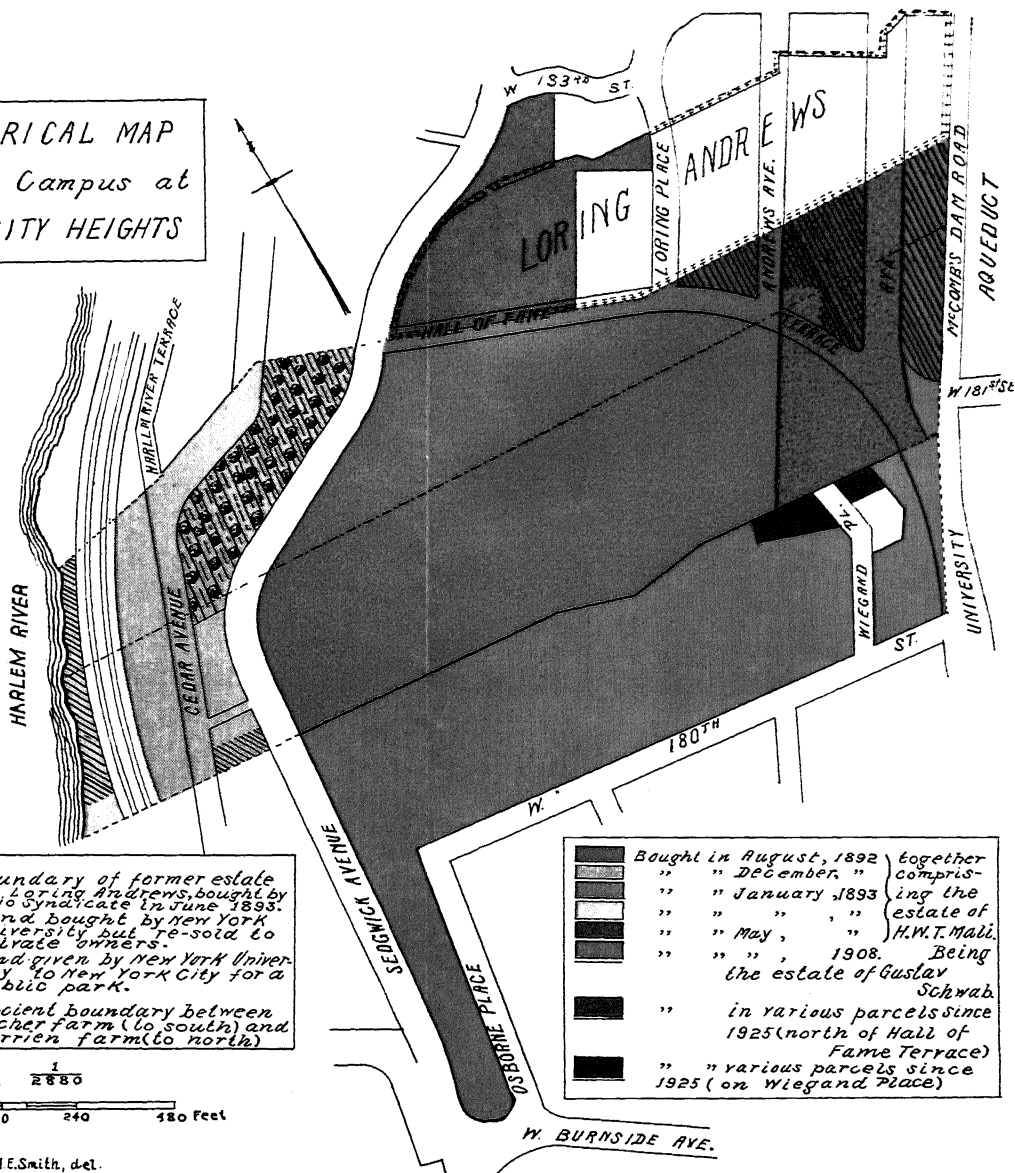 RICAL MAP
Campus at
ITY HEIGHTS
W 183RD ST.
LORING ANDREWS
LORING PLACE
ANDREWS AVE.
AVE.
McCOMB'S DAM ROAD
AQUEDUCT
HALL OF FAME
TERRACE
W 181ST ST
HARLEM RIVER TERRACE
HARLEM RIVER
CEDAR AVENUE
WIEGAND PL.
UNIVERSITY
W. 180TH ST.
SEDGWICK AVENUE
OSBORNE PLACE
W. BURNSIDE AVE.
undary of former estate
Loring Andrews, bought by
io Syndicate in June 1893.
nd bought by New York
iversity but re-sold to
ivate owners.
nd given by New York Univer-
y to New York City for a
blic park.
cient boundary between
cher farm (to south) and
rrien farm (to north)
1
2880
0 240 480 Feet
.E.Smith, del.
Bought in August, 1892 together
" " December, " compris-
" " January, 1893 ing the
" " " , " estate of
" " May , " H.W.T. Mali.
" " " , 1908. Being
the estate of Gustav
Schwab
" in various parcels since
1925 (north of Hall of
Fame Terrace)
" " various parcels since
1925 (on Wiegand Place)